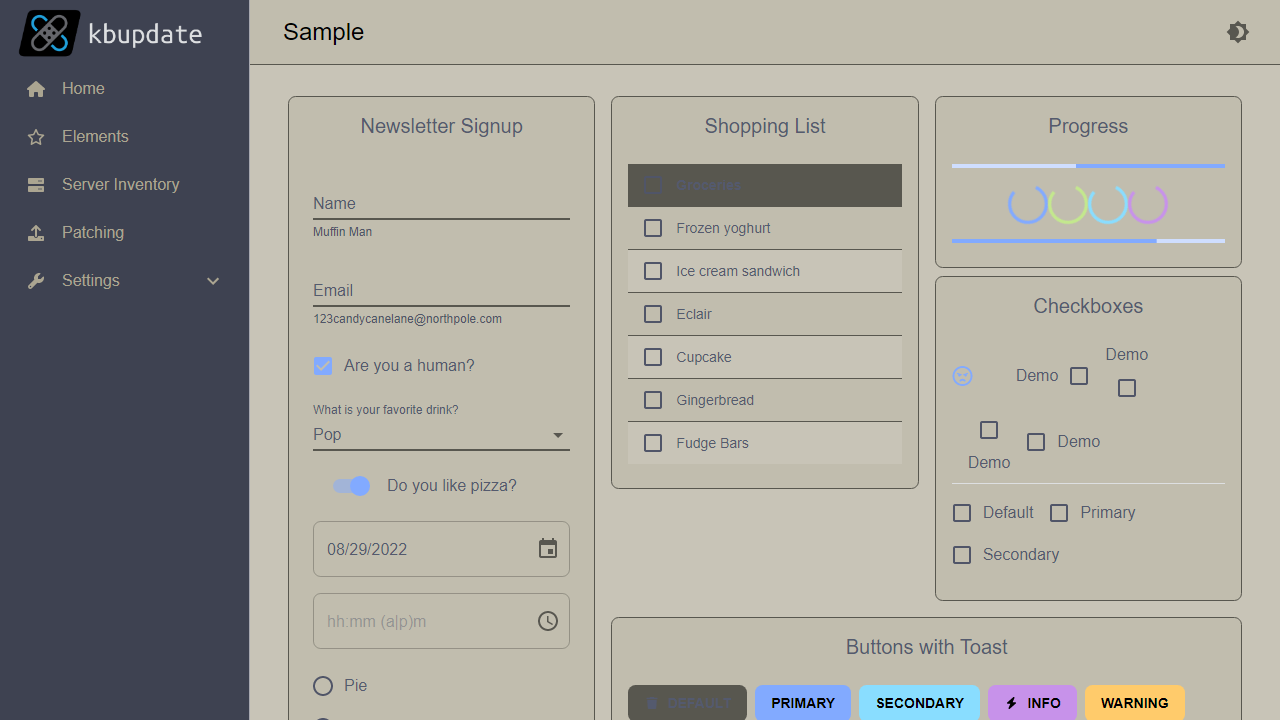 kbupdate
Home
Elements
Server Inventory
Patching
Settings
Sample
Newsletter Signup
Name
Muffin Man
Email
123candycanelane@northpole.com
Are you a human?
What is your favorite drink?
Pop
Do you like pizza?
08/29/2022
hh:mm (a|p)m
Pie
Shopping List
Groceries
Frozen yoghurt
Ice cream sandwich
Eclair
Cupcake
Gingerbread
Fudge Bars
Progress
Checkboxes
Demo
Demo
Demo
Demo
Default Primary
Secondary
Buttons with Toast
DEFAULT PRIMARY SECONDARY INFO WARNING